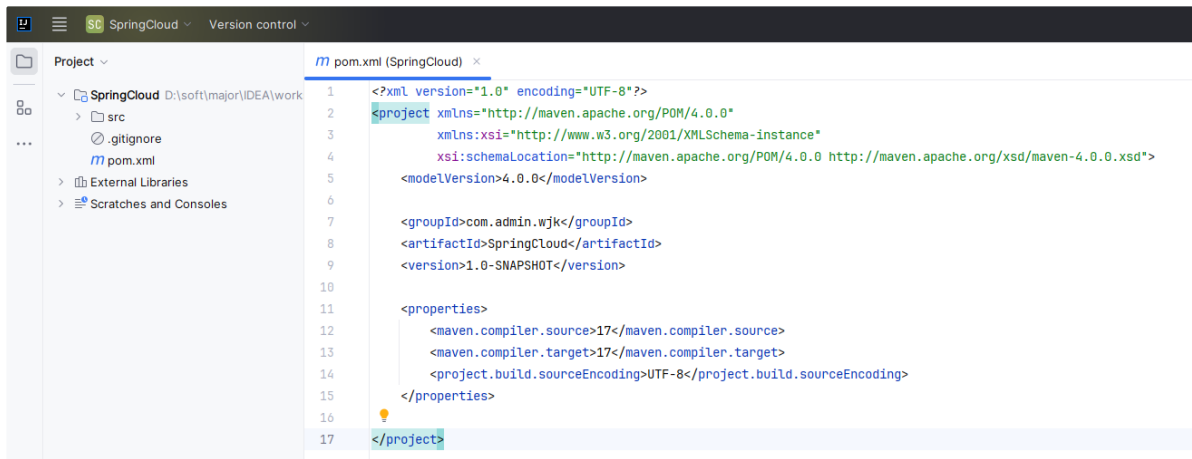 SC SpringCloud Version control
Project
pom.xml (SpringCloud)
SpringCloud D:\soft\major\IDEA\work
src
.gitignore
pom.xml
External Libraries
Scratches and Consoles
1 <?xml version="1.0" encoding="UTF-8"?>
2 <project xmlns="http://maven.apache.org/POM/4.0.0"
3 xmlns:xsi="http://www.w3.org/2001/XMLSchema-instance"
4 xsi:schemaLocation="http://maven.apache.org/POM/4.0.0 http://maven.apache.org/xsd/maven-4.0.0.xsd">
5 <modelVersion>4.0.0</modelVersion>
6
7 <groupId>com.admin.wjk</groupId>
8 <artifactId>SpringCloud</artifactId>
9 <version>1.0-SNAPSHOT</version>
10
11 <properties>
12 <maven.compiler.source>17</maven.compiler.source>
13 <maven.compiler.target>17</maven.compiler.target>
14 <project.build.sourceEncoding>UTF-8</project.build.sourceEncoding>
15 </properties>
16
17 </project>